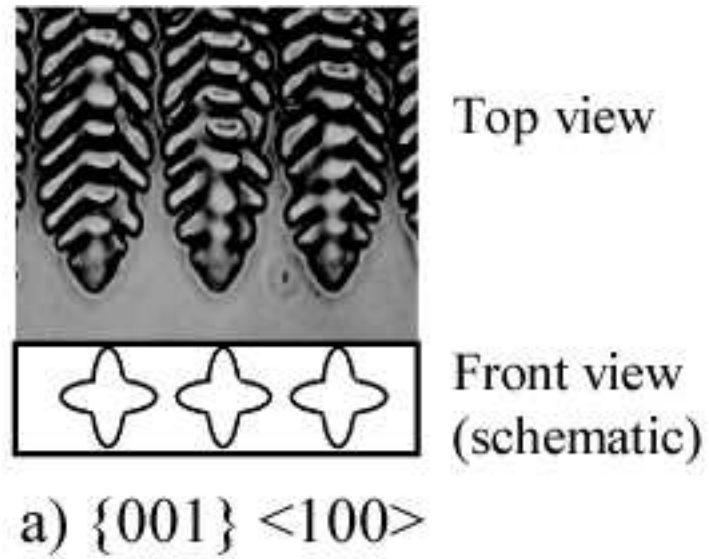 Top view
Front view
(schematic)
a) {001} <100>